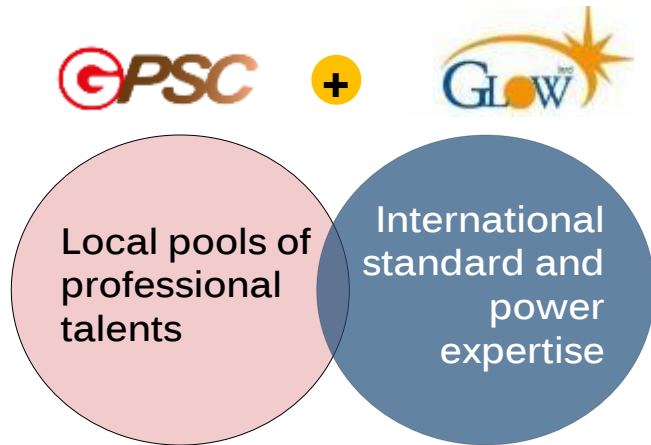 GPSC + GLOW
Local pools of
professional
talents
International
standard and
power
expertise